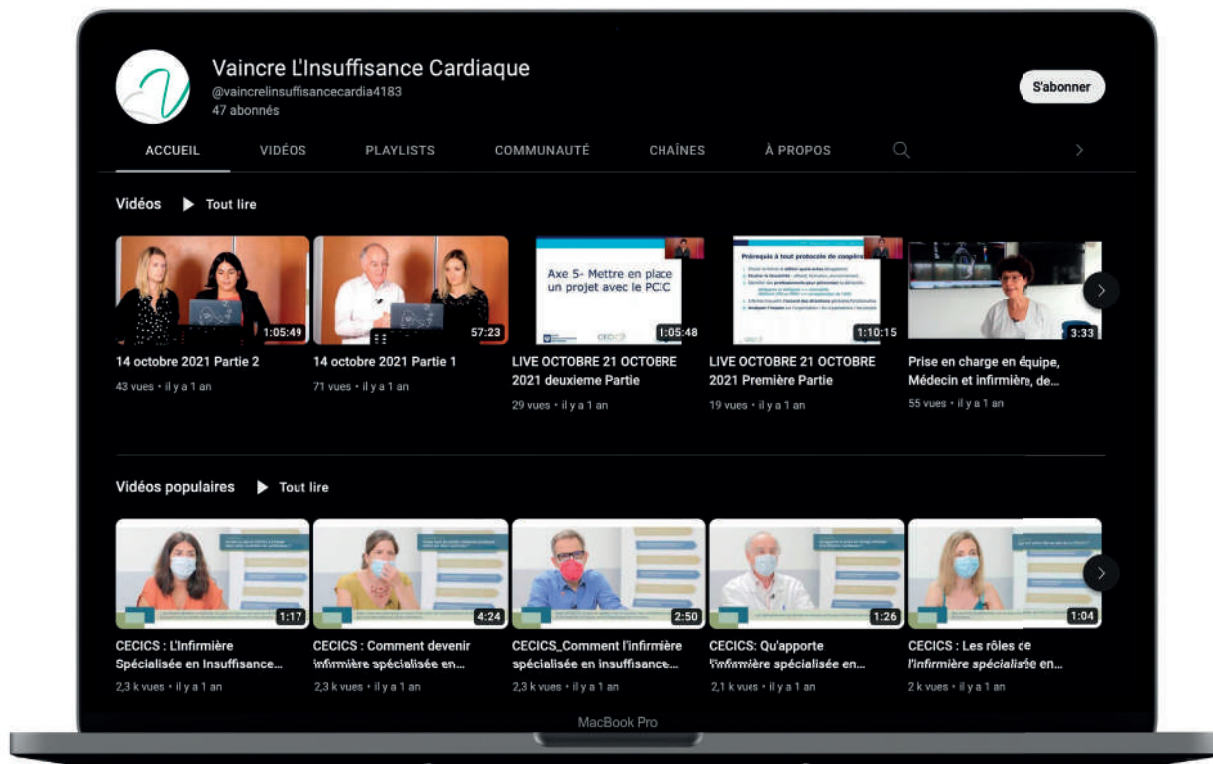 Vaincre L'Insuffisance Cardiaque
@vaincrelinsuffisancecardia4183
47 abonnés
S'abonner
ACCUEIL VIDÉOS PLAYLISTS COMMUNAUTÉ CHAÎNES À PROPOS
Vidéos Tout lire
Axe 5- Mettre en place
un projet avec le PCIC
Prérequis à tout protocole de coopéra
1:05:49
57:23
1:05:48
1:10:15
3:33
14 octobre 2021 Partie 2
43 vues • il y a 1 an
14 octobre 2021 Partie 1
71 vues • il y a 1 an
LIVE OCTOBRE 21 OCTOBRE
2021 deuxieme Partie
29 vues • il y a 1 an
LIVE OCTOBRE 21 OCTOBRE
2021 Première Partie
19 vues • il y a 1 an
Prise en charge en équipe,
Médecin et infirmière, de...
55 vues • il y a 1 an
Vidéos populaires Tout lire
1:17
4:24
2:50
1:26
1:04
CECICS : L'Infirmière
Spécialisée en Insuffisance...
2,3 k vues • il y a 1 an
CECICS : Comment devenir
infirmière spécialisée en...
2,3 k vues • il y a 1 an
CECICS_Comment l'infirmière
spécialisée en insuffisance...
2,3 k vues • il y a 1 an
CECICS: Qu'apporte
l'infirmière spécialisée en...
2,1 k vues • il y a 1 an
CECICS : Les rôles de
l'infirmière spécialisée en...
2 k vues • il y a 1 an
MacBook Pro